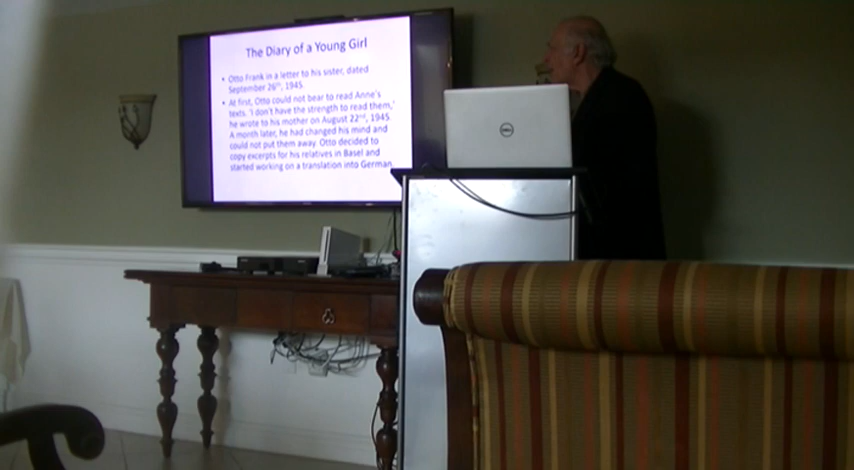 The Diary of a Young Girl
• Otto Frank in a letter to his sister, dated
September 26th, 1945.
• At first, Otto could not bear to read Anne's
texts. 'I don't have the strength to read them,'
he wrote to his mother on August 22nd, 1945.
A month later, he had changed his mind and
could not put them away. Otto decided to
copy excerpts for his relatives in Basel and
started working on a translation into German.
DELL